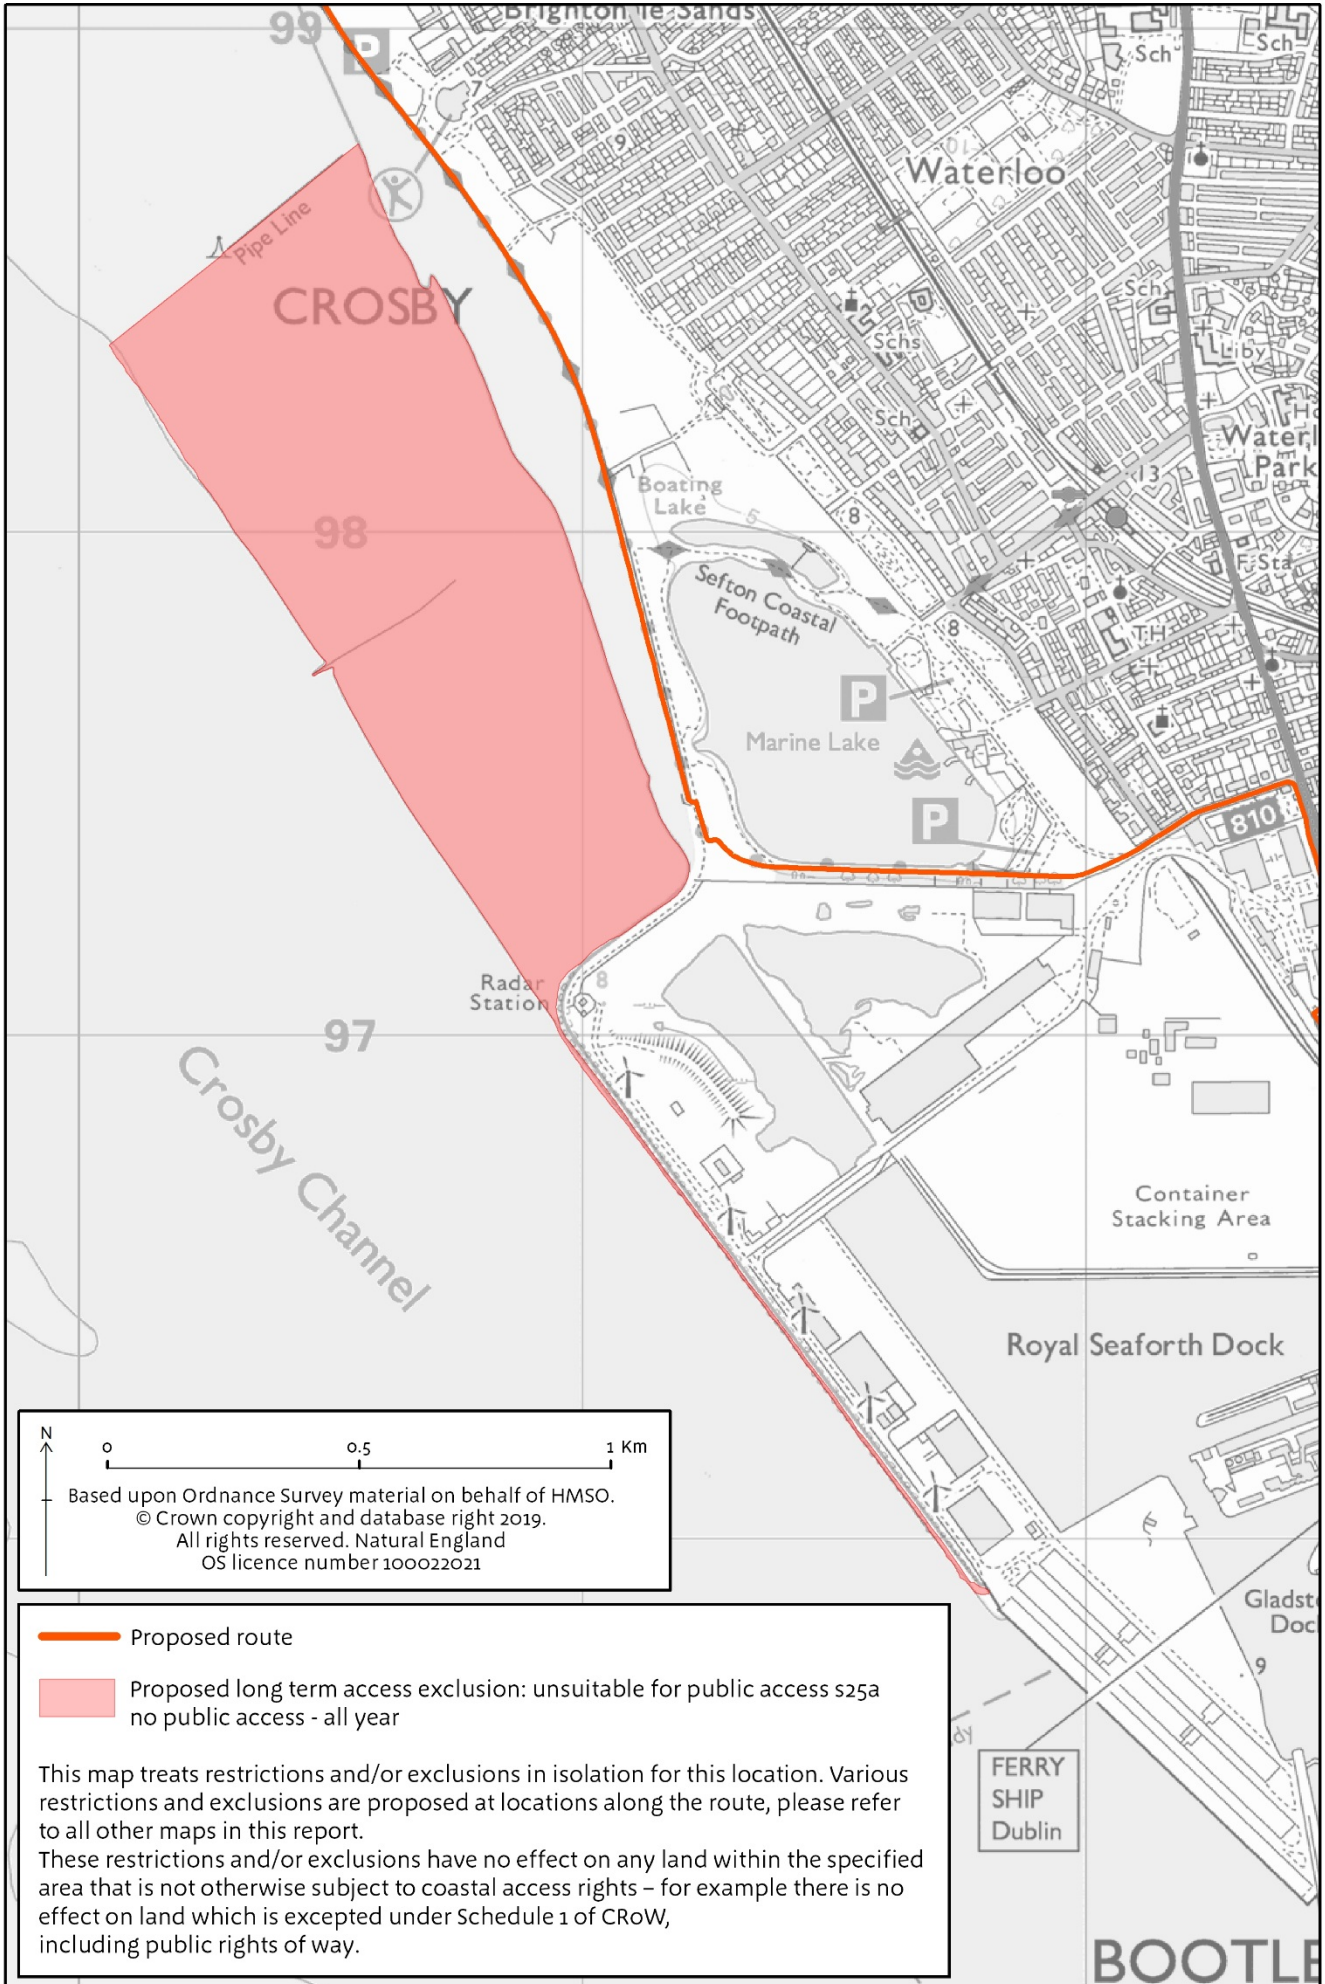 99
P
Brighton le Sands
Sch
Sch
7
9
10
Waterloo
Pipe Line
CROSBY
Sch
Schs
Liby
Sch
Park
13
Boating
Lake
5
8
98
F Sta
Sefton Coastal
Footpath
8
TH
P
Marine Lake
P
810
Radar
Station
8
97
Crosby Channel
Container
Stacking Area
Royal Seaforth Dock
N
0
0.5
1 Km
Based upon Ordnance Survey material on behalf of HMSO.
© Crown copyright and database right 2019.
All rights reserved. Natural England
OS licence number 100022021
9
Proposed route
Proposed long term access exclusion: unsuitable for public access s25a
no public access - all year
This map treats restrictions and/or exclusions in isolation for this location. Various
restrictions and exclusions are proposed at locations along the route, please refer
to all other maps in this report.
These restrictions and/or exclusions have no effect on any land within the specified
area that is not otherwise subject to coastal access rights – for example there is no
effect on land which is excepted under Schedule 1 of CRoW,
including public rights of way.
FERRY
SHIP
Dublin
BOOTLE